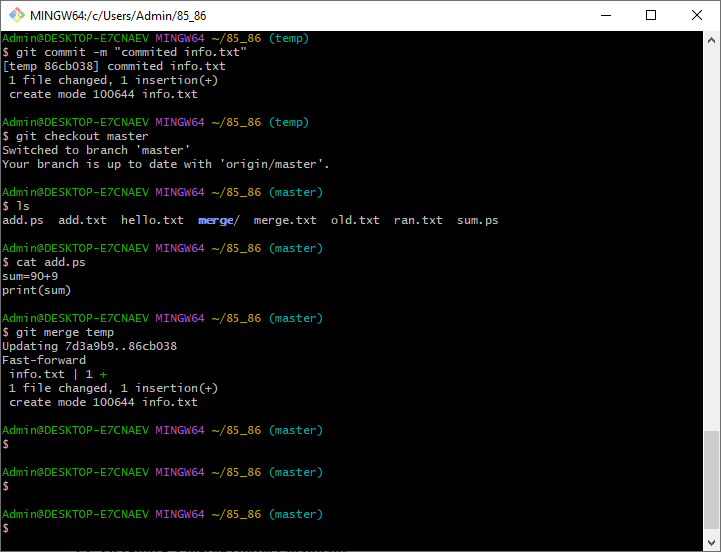 MINGW64:/c/Users/Admin/85_86
Admin@DESKTOP-E7CNAEV MINGW64 ~/85_86 (temp)
$ git commit -m "commited info.txt"
[temp 86cb038] commited info.txt
 1 file changed, 1 insertion(+)
 create mode 100644 info.txt
Admin@DESKTOP-E7CNAEV MINGW64 ~/85_86 (temp)
$ git checkout master
Switched to branch 'master'
Your branch is up to date with 'origin/master'.
Admin@DESKTOP-E7CNAEV MINGW64 ~/85_86 (master)
$ ls
add.ps  add.txt  hello.txt  merge/  merge.txt  old.txt  ran.txt  sum.ps
Admin@DESKTOP-E7CNAEV MINGW64 ~/85_86 (master)
$ cat add.ps
sum=90+9
print(sum)
Admin@DESKTOP-E7CNAEV MINGW64 ~/85_86 (master)
$ git merge temp
Updating 7d3a9b9..86cb038
Fast-forward
 info.txt | 1 +
 1 file changed, 1 insertion(+)
 create mode 100644 info.txt
Admin@DESKTOP-E7CNAEV MINGW64 ~/85_86 (master)
$
Admin@DESKTOP-E7CNAEV MINGW64 ~/85_86 (master)
$
Admin@DESKTOP-E7CNAEV MINGW64 ~/85_86 (master)
$